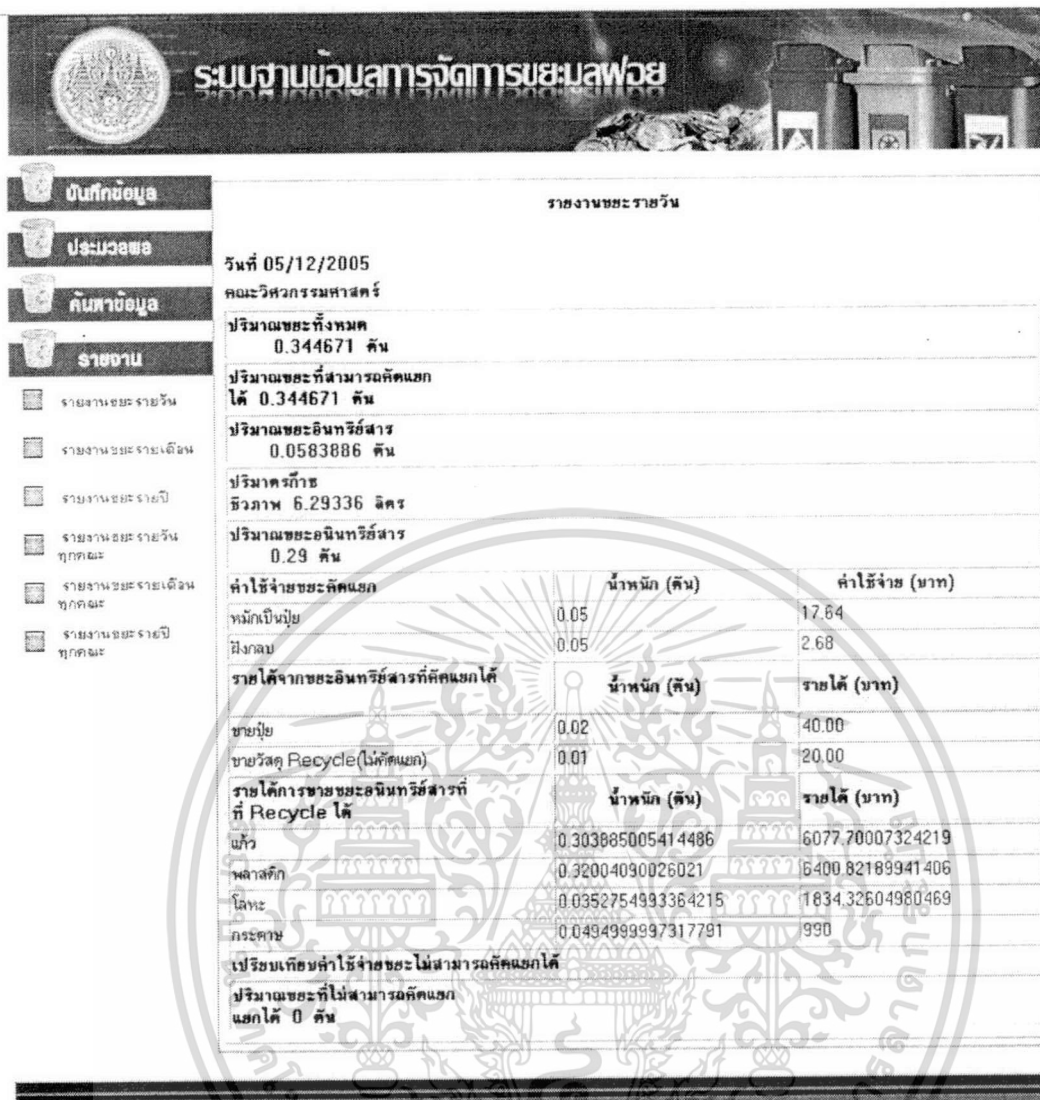 ระบบฐานข้อมูลการจัดการขยะมูลฝอย
บันทึกข้อมูล
ประมวลผล
ค้นหาข้อมูล
รายงาน
รายงานขยะรายวัน
รายงานขยะรายเดือน
รายงานขยะรายปี
รายงานขยะรายวัน
ทุกคณะ
รายงานขยะรายเดือน
ทุกคณะ
รายงานขยะรายปี
ทุกคณะ
รายงานขยะรายวัน
วันที่ 05/12/2005
คณะวิศวกรรมศาสตร์
ปริมาณขยะทั้งหมด
0.344671 ตัน
ปริมาณขยะที่สามารถคัดแยก
ได้ 0.344671 ตัน
ปริมาณขยะอินทรีย์สาร
0.0583886 ตัน
ปริมาตรก๊าซ
ชีวภาพ 6.29336 ลิตร
ปริมาณขยะอนินทรีย์สาร
0.29 ตัน
ค่าใช้จ่ายขยะคัดแยก น้ำหนัก (ตัน) ค่าใช้จ่าย (บาท)
หมักเป็นปุ๋ย 0.05 17.64
ฝังกลบ 0.05 2.68
รายได้จากขยะอินทรีย์สารที่คัดแยกได้ น้ำหนัก (ตัน) รายได้ (บาท)
ขายปุ๋ย 0.02 40.00
ขายวัสดุ Recycle(ไม่คัดแยก) 0.01 20.00
รายได้การขายขยะอนินทรีย์สารที่
ที่ Recycle ได้ น้ำหนัก (ตัน) รายได้ (บาท)
แก้ว 0.303885005414486 6077.70007324219
พลาสติก 0.32004090026021 6400.82189941406
โลหะ 0.0352754993364215 1834.32604980469
กระดาษ 0.0494999997317791 990
เปรียบเทียบค่าใช้จ่ายขยะไม่สามารถคัดแยกได้
ปริมาณขยะที่ไม่สามารถคัดแยก
แยกได้ 0 ตัน